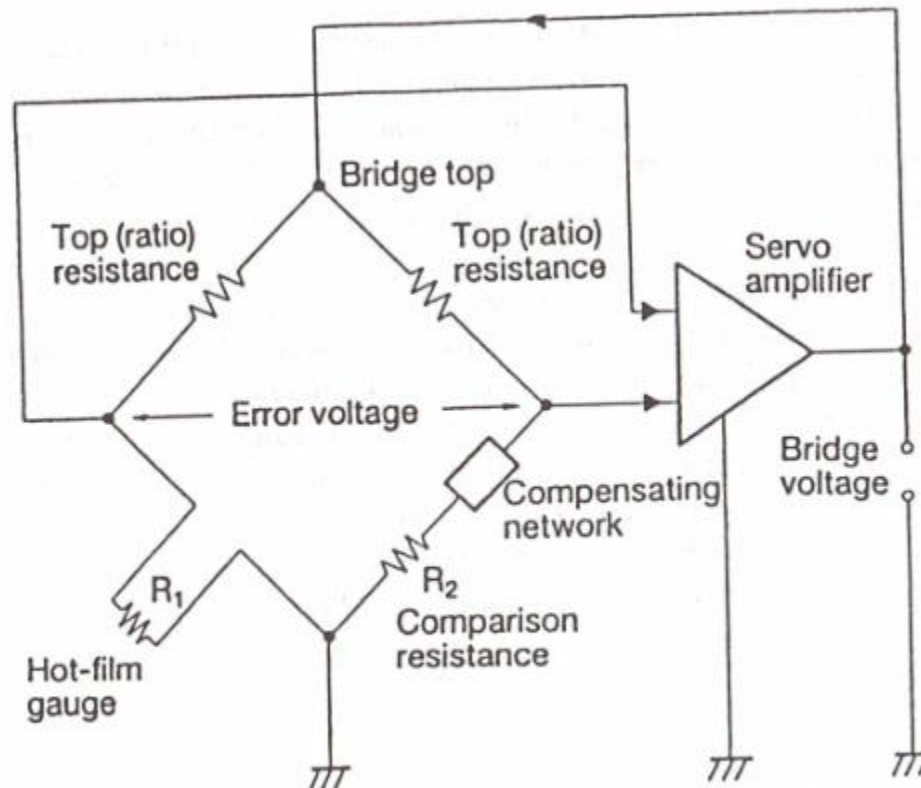 Bridge top
Top (ratio)
resistance
Top (ratio)
resistance
Servo
amplifier
Error voltage
Bridge
voltage
Compensating
network
R1
R2
Comparison
resistance
Hot-film
gauge